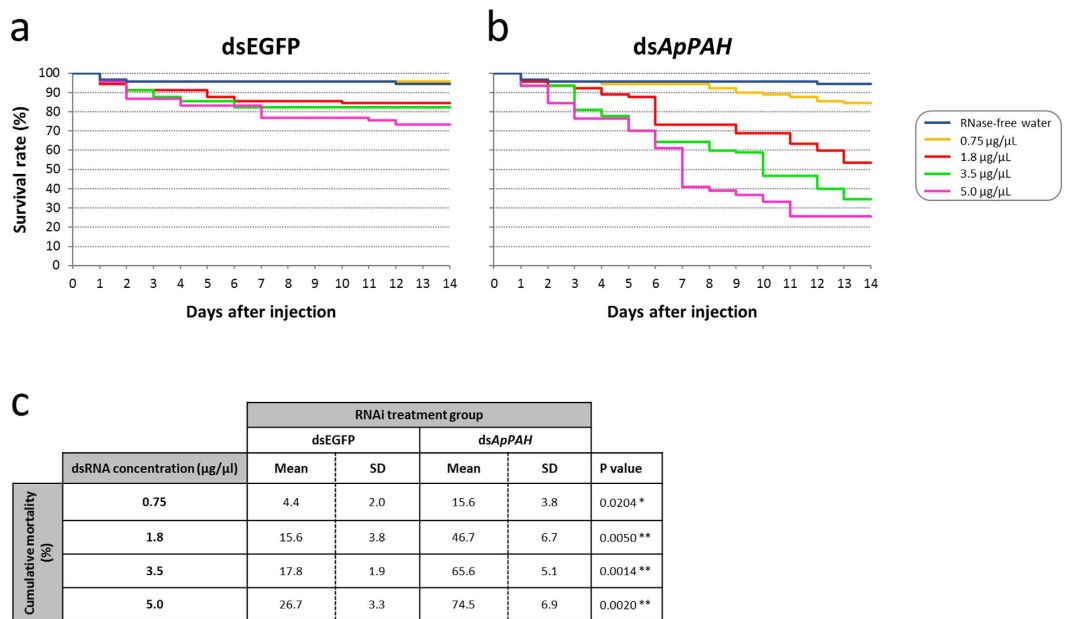 a
dsEGFP
b
dsApPAH
Survival rate (%)
100
90
80
70
60
50
40
30
20
10
0
0 1 2 3 4 5 6 7 8 9 10 11 12 13 14
Days after injection
100
90
80
70
60
50
40
30
20
10
0
0 1 2 3 4 5 6 7 8 9 10 11 12 13 14
Days after injection
RNase-free water
0.75 µg/µL
1.8 µg/µL
3.5 µg/µL
5.0 µg/µL
c
RNAi treatment group
dsEGFP dsApPAH
dsRNA concentration (µg/µl) Mean SD Mean SD P value
Cumulative mortality (%)
0.75 4.4 2.0 15.6 3.8 0.0204 *
1.8 15.6 3.8 46.7 6.7 0.0050 **
3.5 17.8 1.9 65.6 5.1 0.0014 **
5.0 26.7 3.3 74.5 6.9 0.0020 **